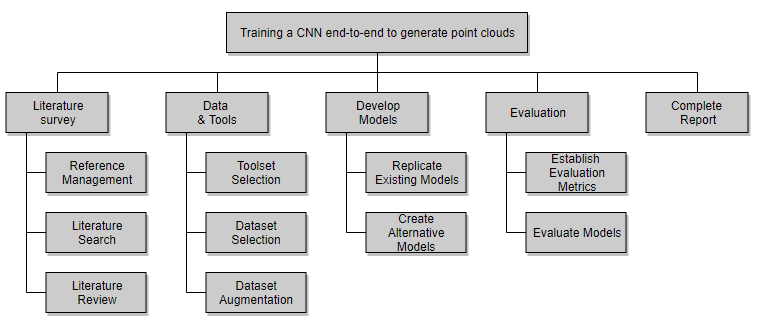 Training a CNN end-to-end to generate point clouds
Literature
survey
Reference
Management
Literature
Search
Literature
Review
Data
& Tools
Toolset
Selection
Dataset
Selection
Dataset
Augmentation
Develop
Models
Replicate
Existing Models
Create
Alternative
Models
Evaluation
Establish
Evaluation
Metrics
Evaluate Models
Complete
Report